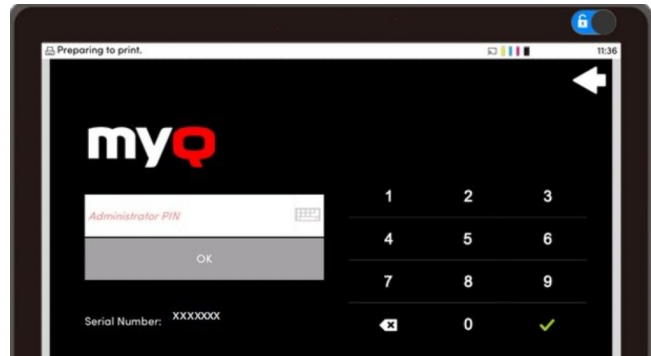 Preparing to print.
11:36
myQ
Administrator PIN
OK
Serial Number: XXXXXXX
1 2 3
4 5 6
7 8 9
0